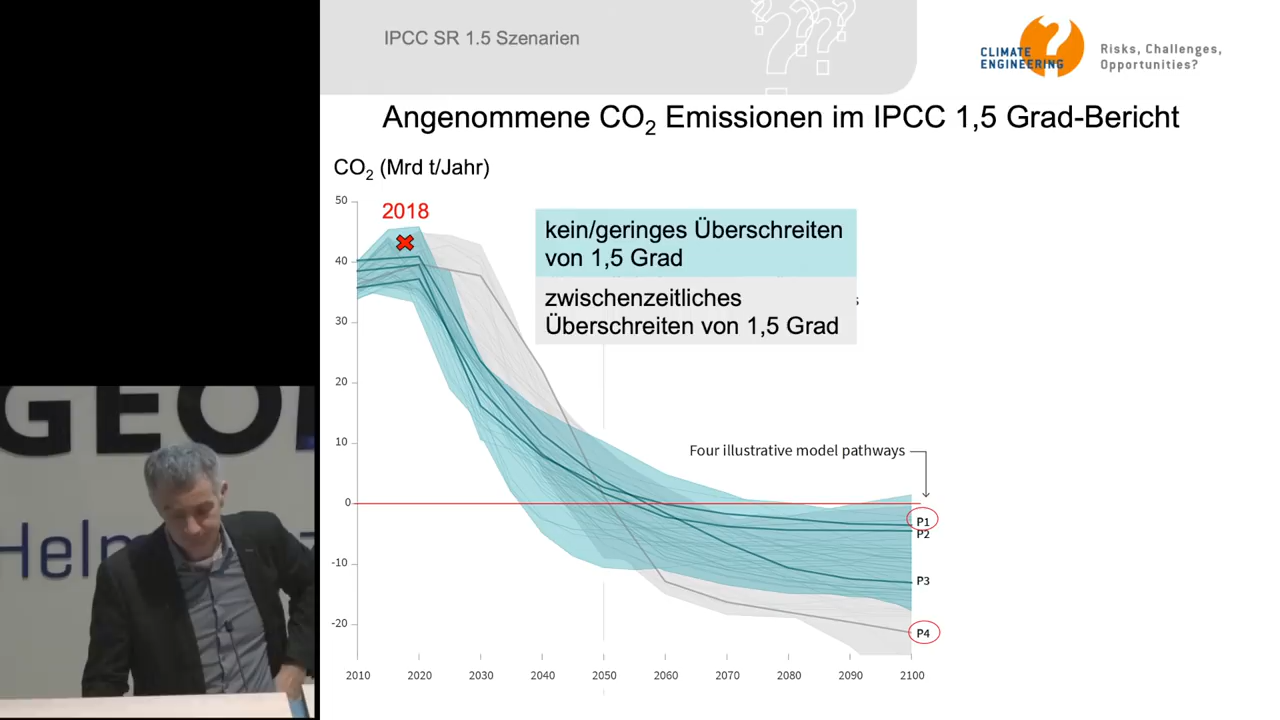 IPCC SR 1.5 Szenarien
CLIMATE
ENGINEERING
Risks, Challenges,
Opportunities?
Angenommene CO₂ Emissionen im IPCC 1,5 Grad-Bericht
CO₂ (Mrd t/Jahr)
50
2018
kein/geringes Überschreiten
von 1,5 Grad
40
zwischenzeitliches
Überschreiten von 1,5 Grad
s
30
20
10
Four illustrative model pathways
0
P1
P2
-10
P3
-20
P4
2010 2020 2030 2040 2050 2060 2070 2080 2090 2100
GEO
Hel